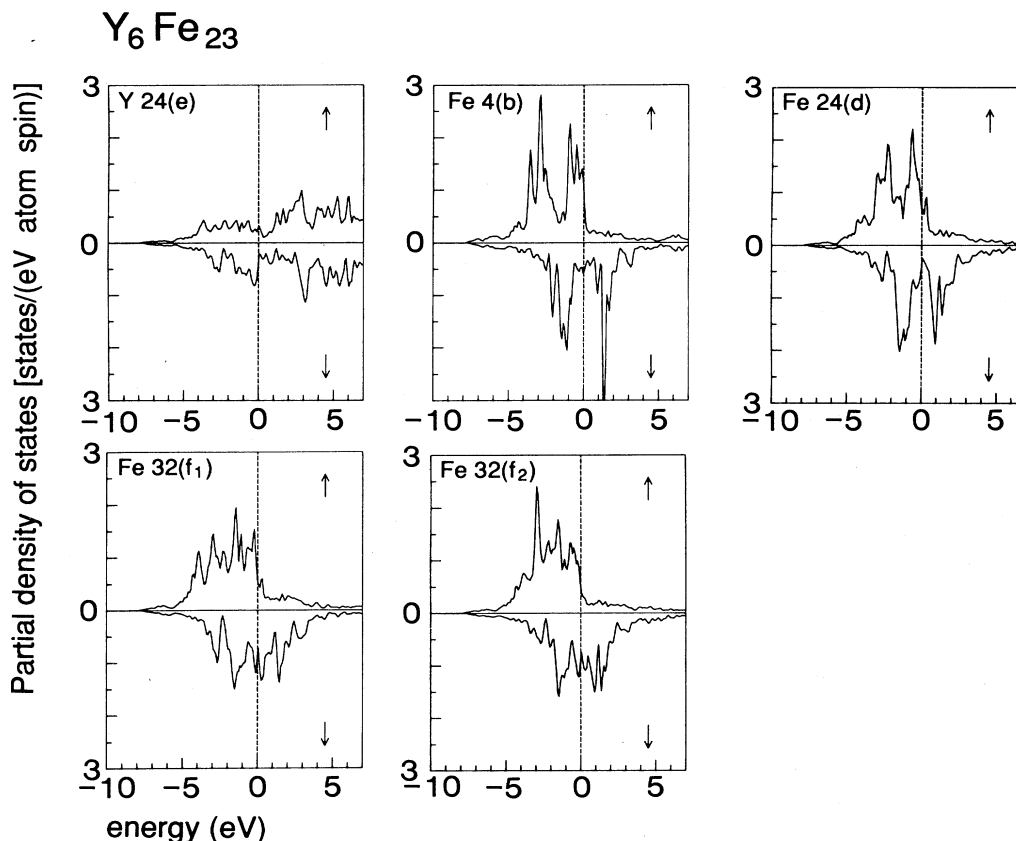 Y₆ Fe₂₃
Partial density of states [states/(eV atom spin)]
Y 24(e)
↑
3
0
3
↓
−10 −5 0 5
Fe 4(b)
↑
3
0
3
↓
−10 −5 0 5
Fe 24(d)
↑
3
0
3
↓
−10 −5 0 5
Fe 32(f₁)
↑
3
0
3
↓
−10 −5 0 5
Fe 32(f₂)
↑
3
0
3
↓
−10 −5 0 5
energy (eV)